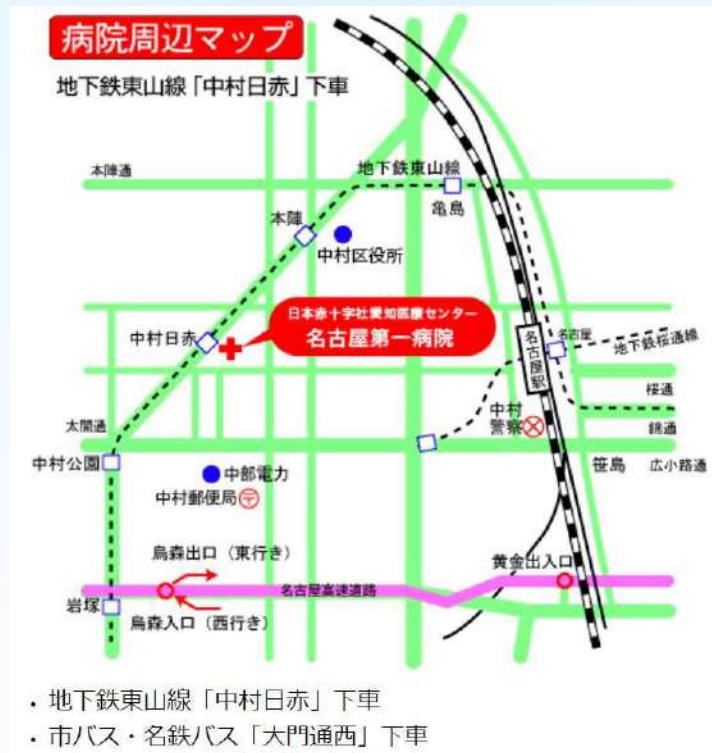 病院周辺マップ
地下鉄東山線「中村日赤」下車
本陣通
地下鉄東山線
亀島
本陣
中村区役所
日本赤十字社愛知医療センター
名古屋第一病院
中村日赤
名古屋
名古屋駅
地下鉄桜通線
桜通
中村
警察
錦通
太閤通
中村公園
笹島
広小路通
中部電力
中村郵便局
烏森出口(東行き)
黄金出入口
名古屋高速道路
岩塚
烏森入口(西行き)
・地下鉄東山線「中村日赤」下車
・市バス・名鉄バス「大門通西」下車